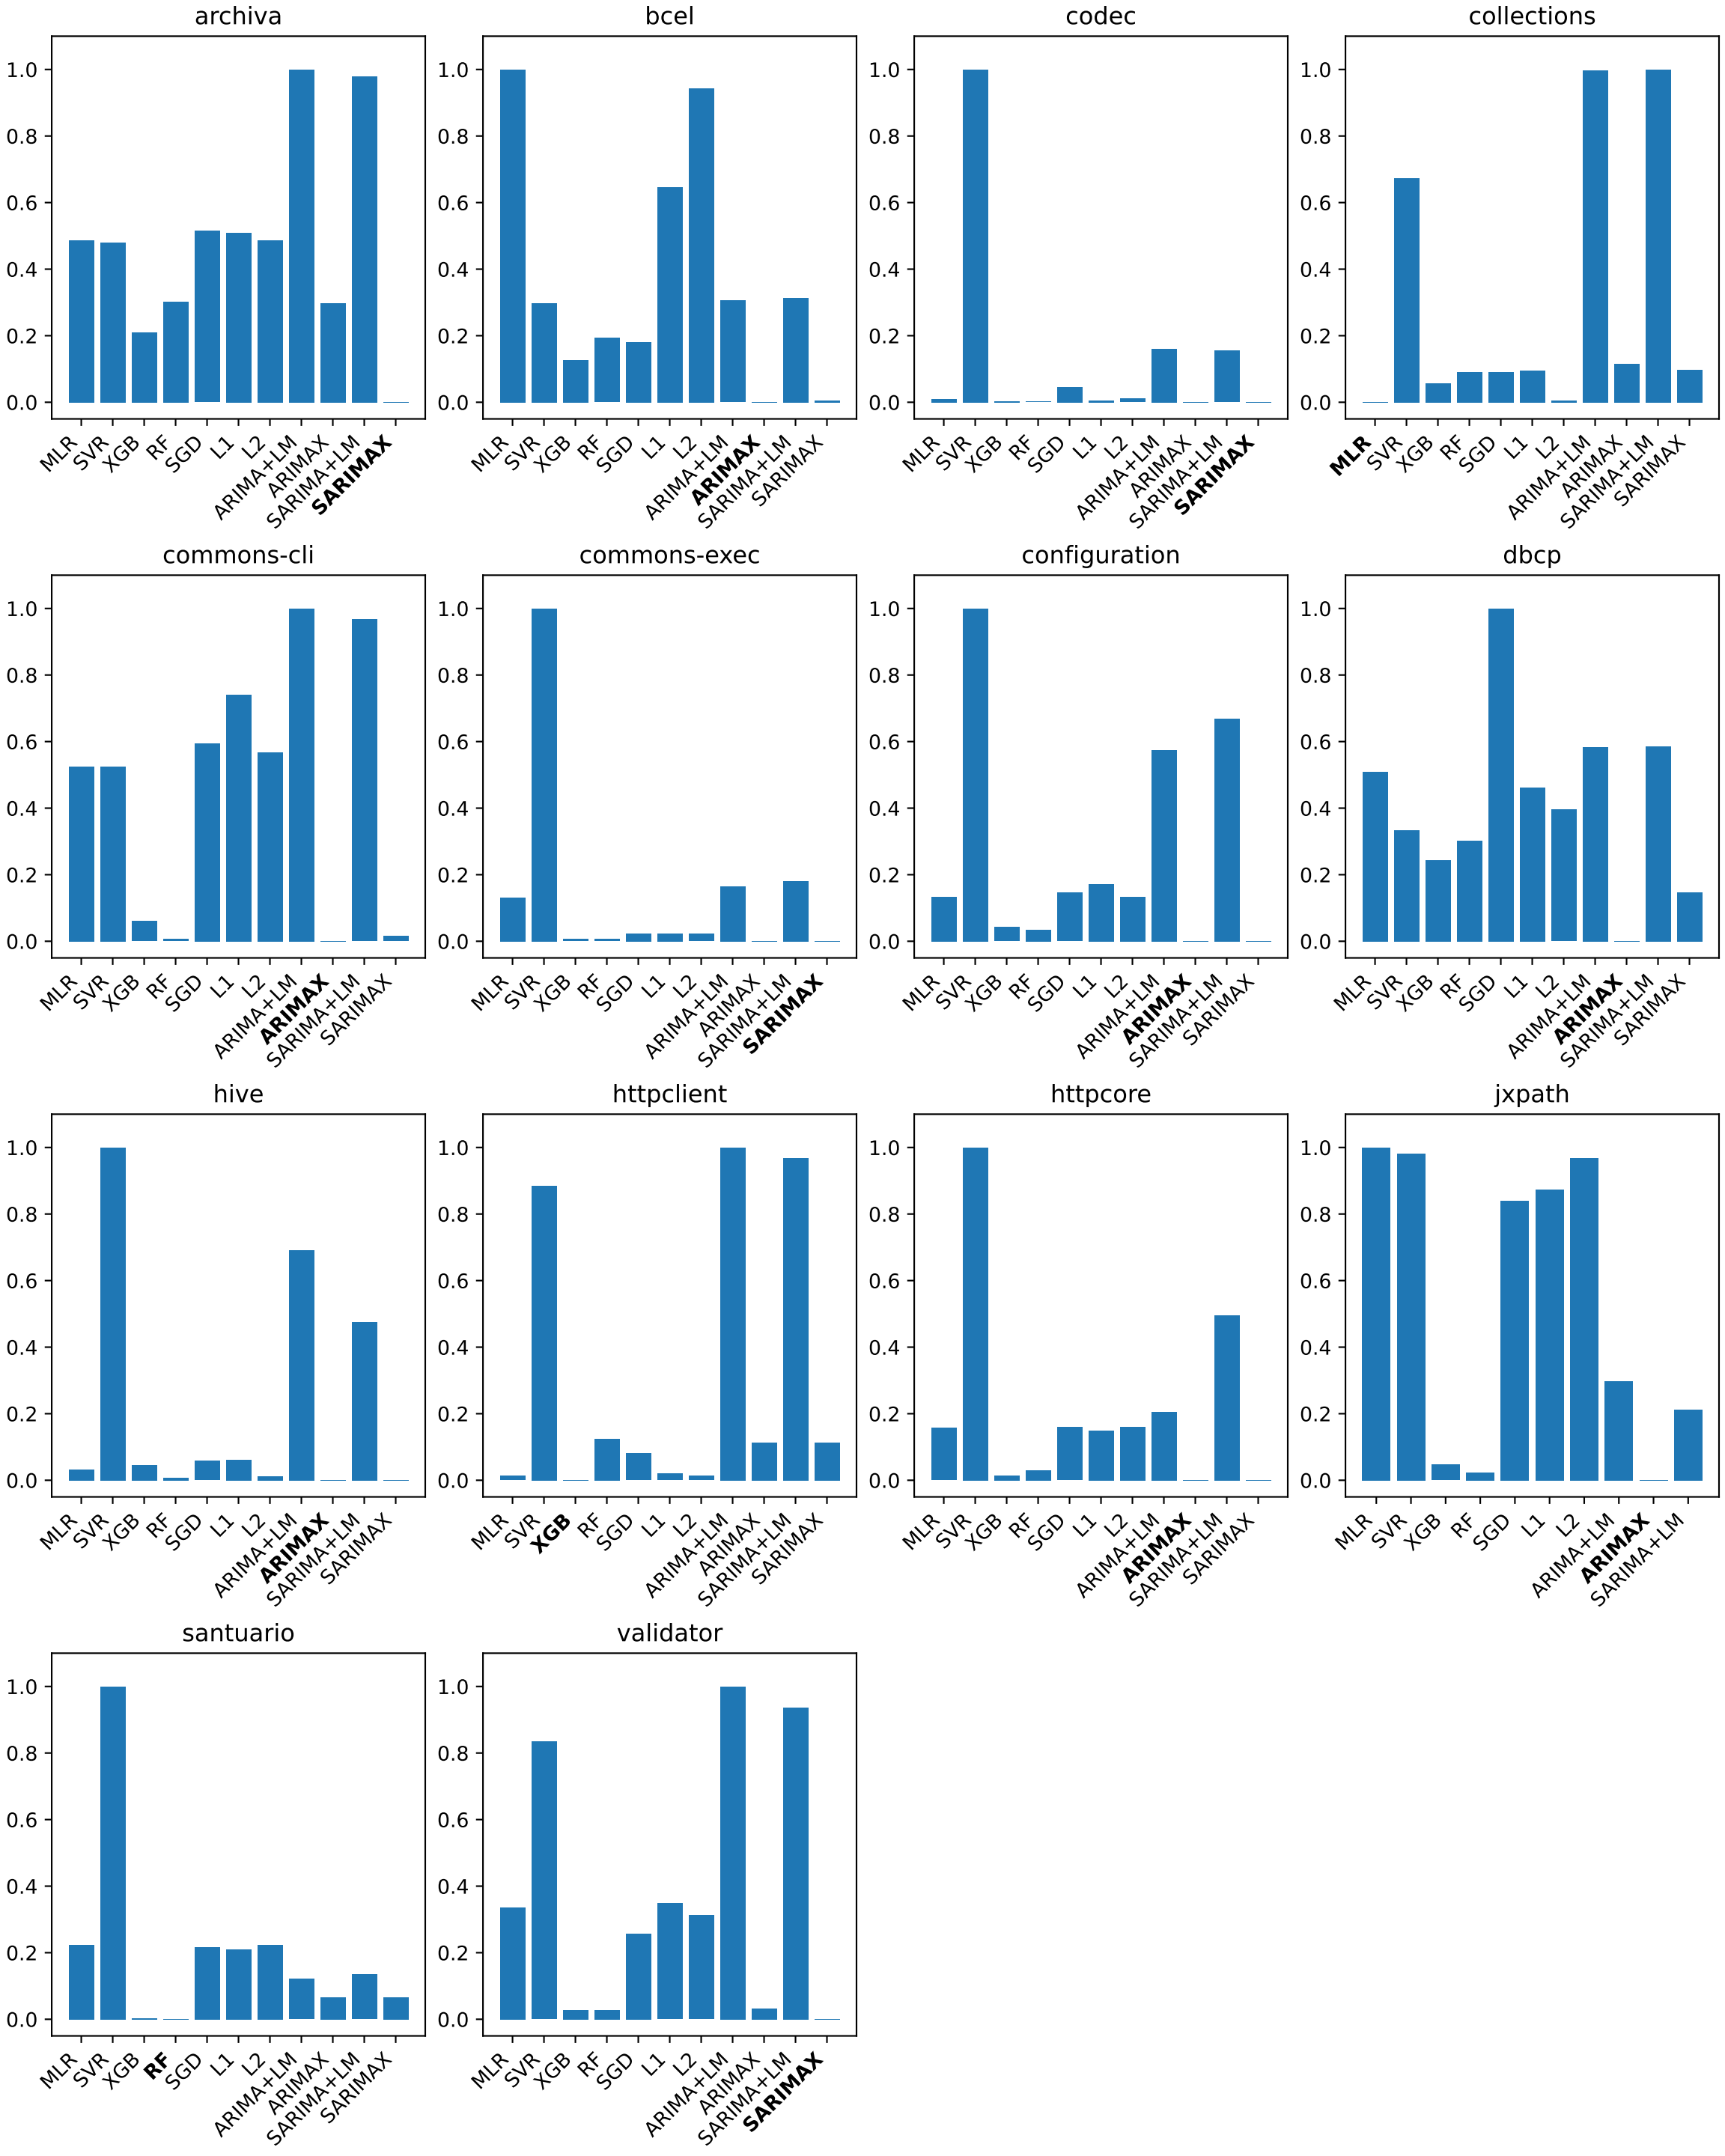 archiva bcel codec collections
1.0 1.0 1.0 1.0
0.8 0.8 0.8 0.8
0.6 0.6 0.6 0.6
0.4 0.4 0.4 0.4
0.2 0.2 0.2 0.2
0.0 0.0 0.0 0.0
MLR SVR XGB RF SGD L1 L2 ARIMA+LM ARIMAX SARIMA+LM SARIMAX
MLR SVR XGB RF SGD L1 L2 ARIMA+LM ARIMAX SARIMA+LM SARIMAX
MLR SVR XGB RF SGD L1 L2 ARIMA+LM ARIMAX SARIMA+LM SARIMAX
MLR SVR XGB RF SGD L1 L2 ARIMA+LM ARIMAX SARIMA+LM SARIMAX
commons-cli commons-exec configuration dbcp
1.0 1.0 1.0 1.0
0.8 0.8 0.8 0.8
0.6 0.6 0.6 0.6
0.4 0.4 0.4 0.4
0.2 0.2 0.2 0.2
0.0 0.0 0.0 0.0
MLR SVR XGB RF SGD L1 L2 ARIMA+LM ARIMAX SARIMA+LM SARIMAX
MLR SVR XGB RF SGD L1 L2 ARIMA+LM ARIMAX SARIMA+LM SARIMAX
MLR SVR XGB RF SGD L1 L2 ARIMA+LM ARIMAX SARIMA+LM SARIMAX
MLR SVR XGB RF SGD L1 L2 ARIMA+LM ARIMAX SARIMA+LM SARIMAX
hive httpclient httpcore jxpath
1.0 1.0 1.0 1.0
0.8 0.8 0.8 0.8
0.6 0.6 0.6 0.6
0.4 0.4 0.4 0.4
0.2 0.2 0.2 0.2
0.0 0.0 0.0 0.0
MLR SVR XGB RF SGD L1 L2 ARIMA+LM ARIMAX SARIMA+LM SARIMAX
MLR SVR XGB RF SGD L1 L2 ARIMA+LM ARIMAX SARIMA+LM SARIMAX
MLR SVR XGB RF SGD L1 L2 ARIMA+LM ARIMAX SARIMA+LM SARIMAX
MLR SVR XGB RF SGD L1 L2 ARIMA+LM ARIMAX SARIMA+LM
santuario validator
1.0 1.0
0.8 0.8
0.6 0.6
0.4 0.4
0.2 0.2
0.0 0.0
MLR SVR XGB RF SGD L1 L2 ARIMA+LM ARIMAX SARIMA+LM SARIMAX
MLR SVR XGB RF SGD L1 L2 ARIMA+LM ARIMAX SARIMA+LM SARIMAX